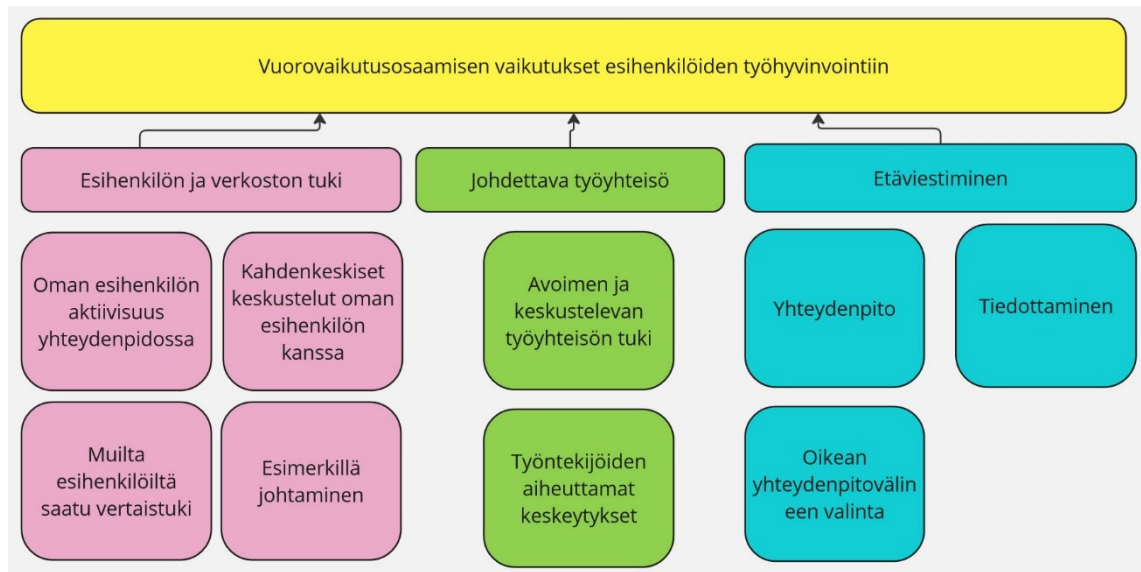 Vuorovaikutusosaamisen vaikutukset esihenkilöiden työhyvinvointiin
Esihenkilön ja verkoston tuki
Johdettava työyhteisö
Etäviestiminen
Oman esihenkilön
aktiivisuus
yhteydenpidossa
Kahdenkeskiset
keskustelut oman
esihenkilön
kanssa
Avoimen ja
keskustelevan
työyhteisön tuki
Yhteydenpito
Tiedottaminen
Muilta
esihenkilöiltä
saatu vertaistuki
Esimerkillä
johtaminen
Työntekijöiden
aiheuttamat
keskeytykset
Oikean
yhteydenpitovälin
een valinta